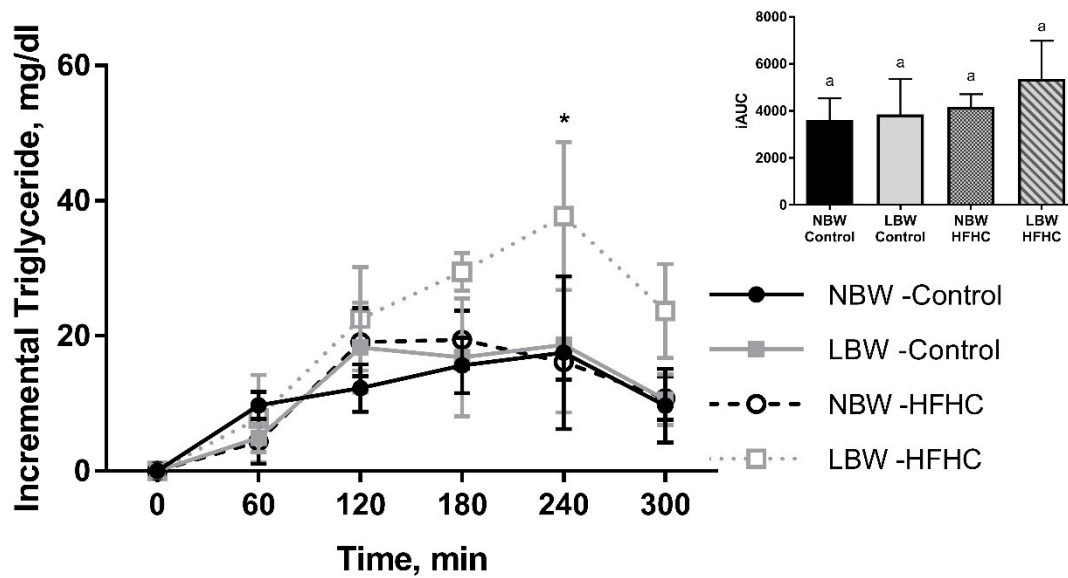 Incremental Triglyceride, mg/dl
60
40
20
0
*
0 60 120 180 240 300
Time, min
iAUC
8000
6000
4000
2000
0
a a a a
NBW Control
LBW Control
NBW HFHC
LBW HFHC
NBW -Control
LBW -Control
NBW -HFHC
LBW -HFHC